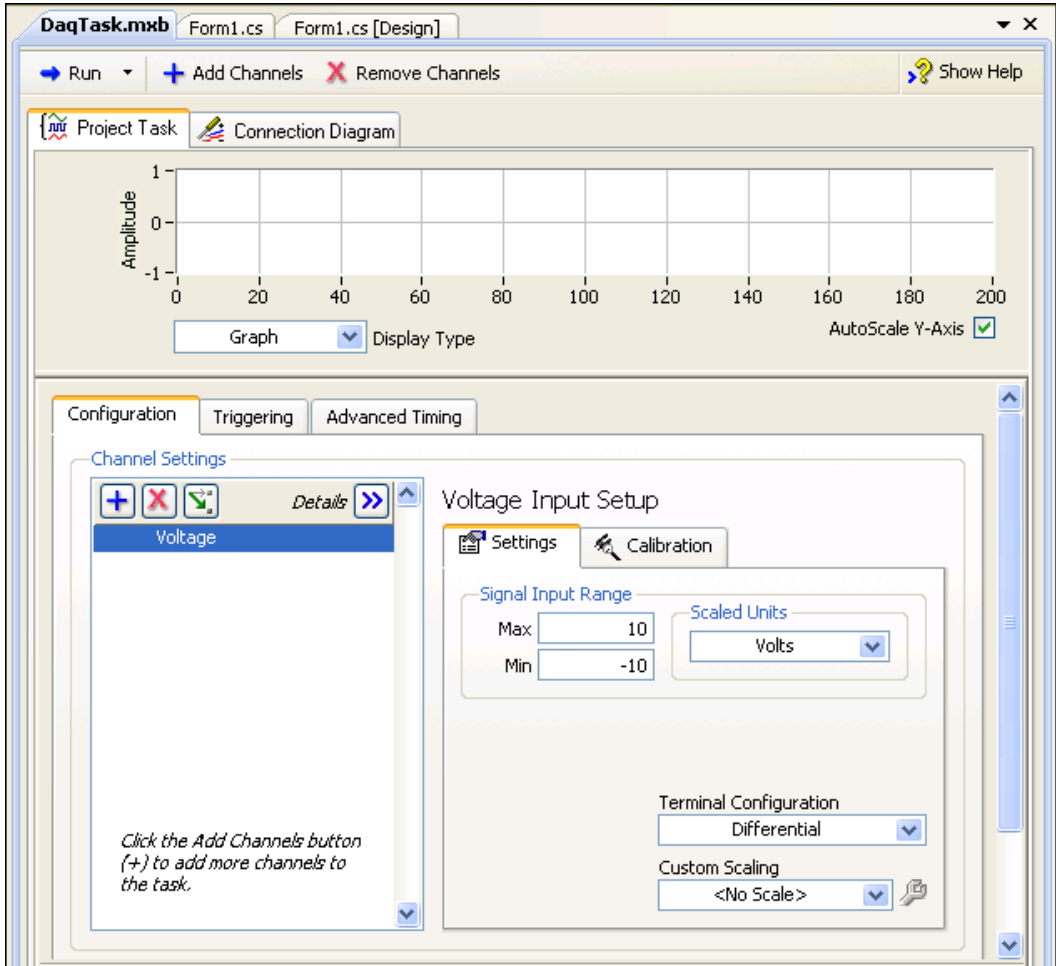 DaqTask.mxb Form1.cs Form1.cs [Design]
Run Add Channels Remove Channels Show Help
Project Task Connection Diagram
1
Amplitude
0
-1
0 20 40 60 80 100 120 140 160 180 200
Graph Display Type AutoScale Y-Axis
Configuration Triggering Advanced Timing
Channel Settings
Details
Voltage
Voltage Input Setup
Settings Calibration
Signal Input Range
Max 10
Min -10
Scaled Units
Volts
Terminal Configuration
Differential
Custom Scaling
<No Scale>
Click the Add Channels button
(+) to add more channels to
the task.